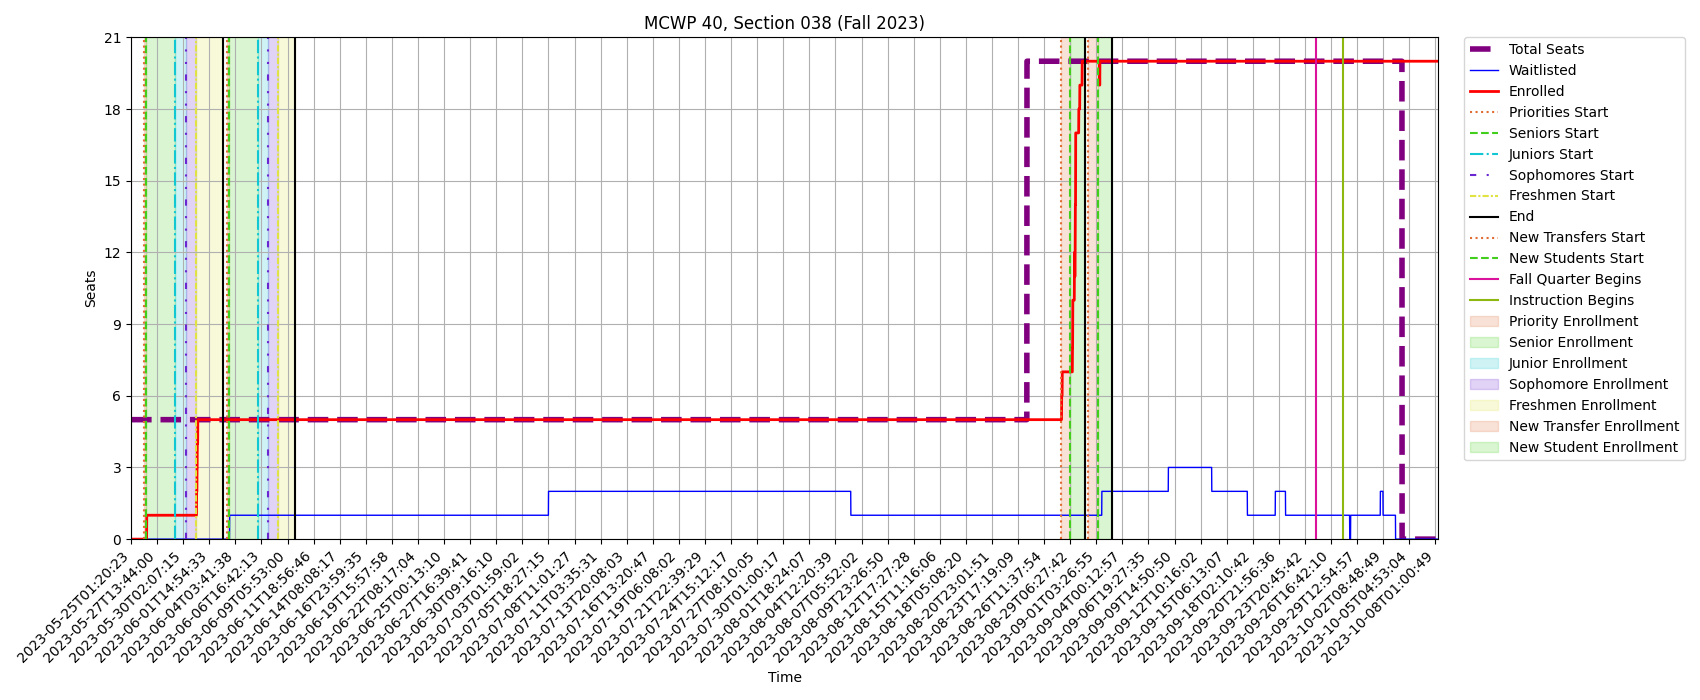 MCWP 40, Section 038 (Fall 2023)
21
18
15
12
9
6
3
0
Seats
2023-05-25T01:20:23
2023-05-27T13:44:00
2023-05-30T02:07:15
2023-06-01T14:54:33
2023-06-04T03:41:38
2023-06-06T16:42:13
2023-06-09T05:53:00
2023-06-11T18:56:46
2023-06-14T08:08:17
2023-06-16T23:59:35
2023-06-19T15:57:58
2023-06-22T08:17:04
2023-06-25T00:13:10
2023-06-27T16:39:41
2023-06-30T09:16:10
2023-07-03T01:59:02
2023-07-05T18:27:15
2023-07-08T11:01:27
2023-07-11T03:35:31
2023-07-13T20:08:03
2023-07-16T13:20:47
2023-07-19T06:08:02
2023-07-21T22:39:29
2023-07-24T15:12:17
2023-07-27T08:10:05
2023-07-30T01:00:17
2023-08-01T18:24:07
2023-08-04T12:20:39
2023-08-07T05:52:02
2023-08-09T23:26:50
2023-08-12T17:27:28
2023-08-15T11:16:06
2023-08-18T05:08:20
2023-08-20T23:01:51
2023-08-23T17:19:09
2023-08-26T11:37:54
2023-08-29T06:27:42
2023-09-01T03:26:55
2023-09-04T00:12:57
2023-09-06T19:27:35
2023-09-09T14:50:50
2023-09-12T10:16:02
2023-09-15T06:13:07
2023-09-18T02:10:42
2023-09-20T21:56:36
2023-09-23T20:45:42
2023-09-26T16:42:10
2023-09-29T12:54:57
2023-10-02T08:48:49
2023-10-05T04:53:04
2023-10-08T01:00:49
Time
Total Seats
Waitlisted
Enrolled
Priorities Start
Seniors Start
Juniors Start
Sophomores Start
Freshmen Start
End
New Transfers Start
New Students Start
Fall Quarter Begins
Instruction Begins
Priority Enrollment
Senior Enrollment
Junior Enrollment
Sophomore Enrollment
Freshmen Enrollment
New Transfer Enrollment
New Student Enrollment